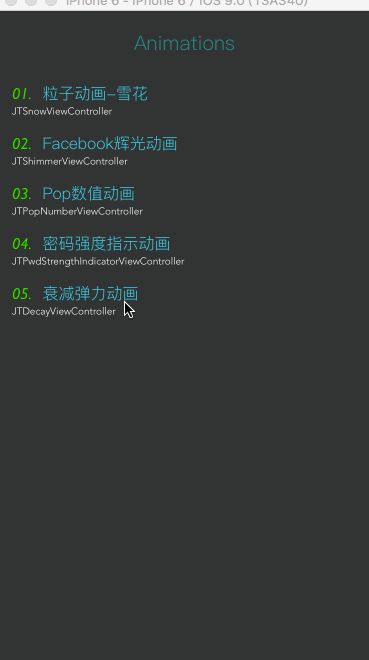 iPhone 6 - iPhone 6 / iOS 9.0 (13A340)
Animations
01. 粒子动画-雪花
JTSnowViewController
02. Facebook辉光动画
JTShimmerViewController
03. Pop数值动画
JTPopNumberViewController
04. 密码强度指示动画
JTPwdStrengthIndicatorViewController
05. 衰减弹力动画
JTDecayViewController